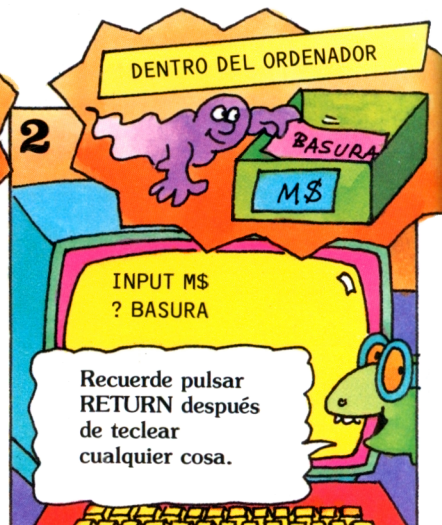 DENTRO DEL ORDENADOR
2
BASURA
M$
INPUT M$
? BASURA
Recuerde pulsar
RETURN después
de teclear
cualquier cosa.